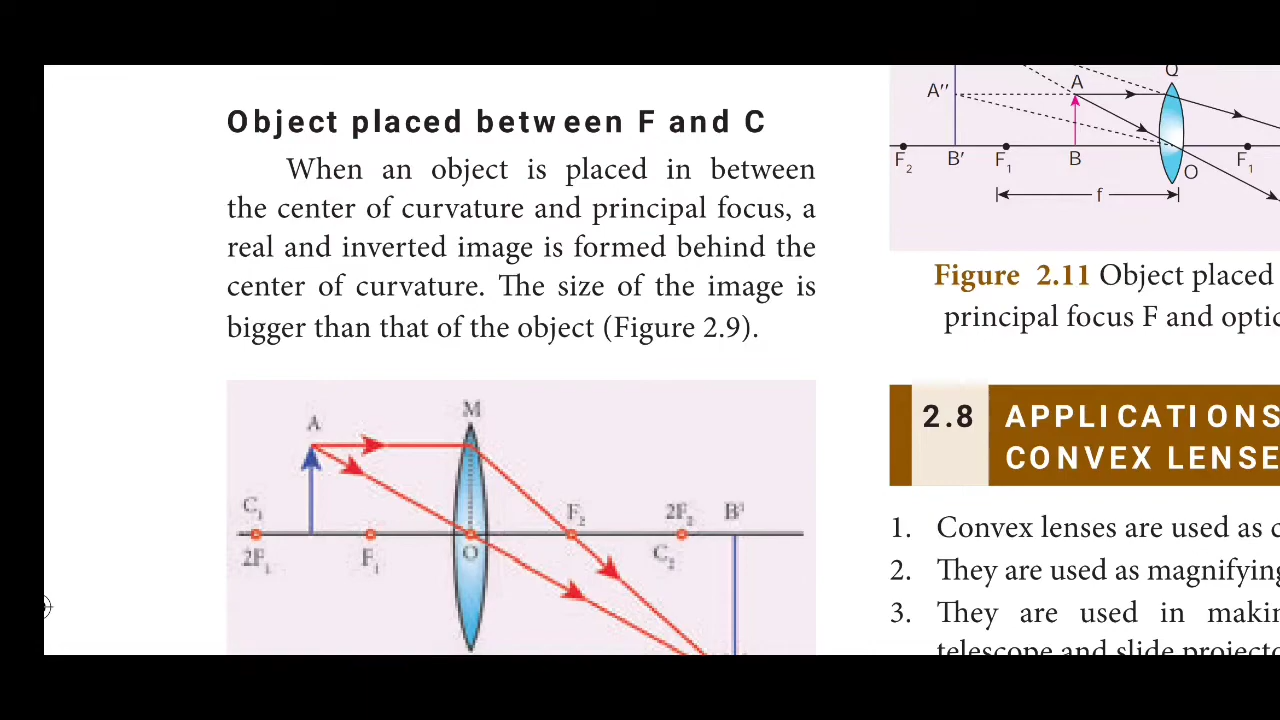 Object placed between F and C
When an object is placed in between
the center of curvature and principal focus, a
real and inverted image is formed behind the
center of curvature. The size of the image is
bigger than that of the object (Figure 2.9).
A
M
C₁
F₂
2F₂
B¹
2F₁
F₁
O
C₂
Q
A
A″
F₂
B′
F₁
B
O
F₁
f
Figure 2.11 Object placed
principal focus F and optic
2.8 APPLICATIONS
CONVEX LENSE
1. Convex lenses are used as c
2. They are used as magnifying
3. They are used in makin
telescope and slide projecto